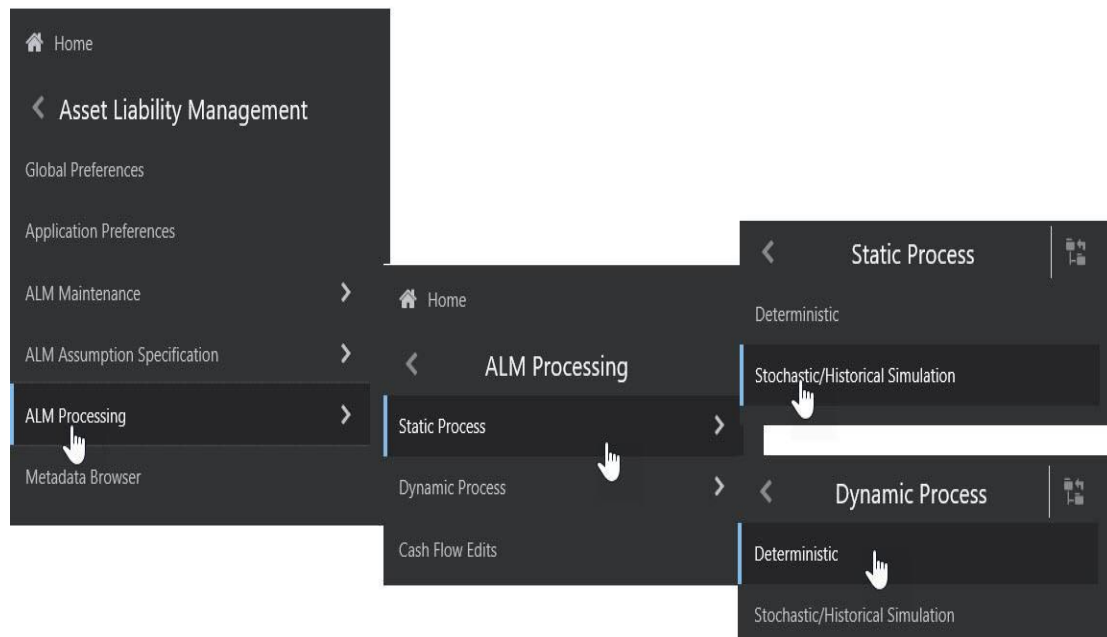 Home
Asset Liability Management
Global Preferences
Application Preferences
ALM Maintenance
ALM Assumption Specification
ALM Processing
Metadata Browser
Home
ALM Processing
Static Process
Dynamic Process
Cash Flow Edits
Static Process
Deterministic
Stochastic/Historical Simulation
Dynamic Process
Deterministic
Stochastic/Historical Simulation